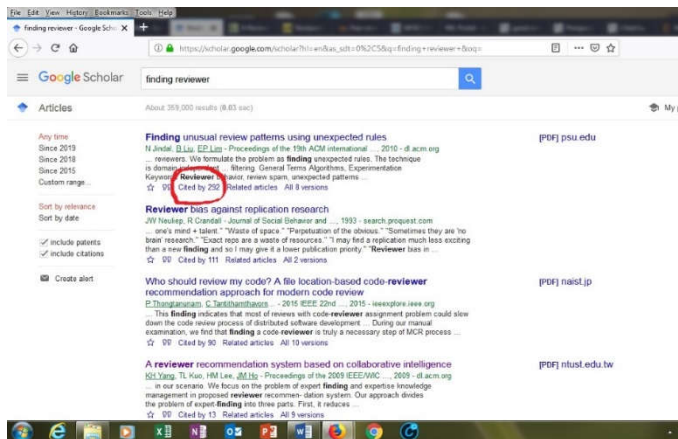 File Edit View History Bookmarks Tools Help
finding reviewer - Google Sch
https://scholar.google.com/scholar?hl=en&as_sdt=0%2C5&q=finding+reviewer+&oq=
Google Scholar
finding reviewer
Articles
About 359,000 results (0.03 sec)
My
Any time
Since 2019
Since 2018
Since 2015
Custom range...
Sort by relevance
Sort by date
include patents
include citations
Create alert
Finding unusual review patterns using unexpected rules
[PDF] psu.edu
N Jindal, B Liu, EP Lim - Proceedings of the 19th ACM international ..., 2010 - dl.acm.org
... reviewers. We formulate the problem as finding unexpected rules. The technique
is domain independent ... filtering. General Terms Algorithms, Experimentation
Keywords Reviewer behavior, review spam, unexpected patterns ...
Cited by 292 Related articles All 8 versions
Reviewer bias against replication research
JW Neuliep, R Crandall - Journal of Social Behavior and ..., 1993 - search.proquest.com
... one's mind + talent." "Waste of space." "Perpetuation of the obvious." "Sometimes they are 'no
brain' research." "Exact reps are a waste of resources." "I may find a replication much less exciting
than a new finding and so I may give it a lower publication priority." "Reviewer bias in ...
Cited by 111 Related articles All 2 versions
Who should review my code? A file location-based code-reviewer
recommendation approach for modern code review
[PDF] naist.jp
P Thongtanunam, C Tantithamthavorn... - 2015 IEEE 22nd ..., 2015 - ieeexplore.ieee.org
... This finding indicates that most of reviews with code-reviewer assignment problem could slow
down the code review process of distributed software development ... During our manual
examination, we find that finding a code-reviewer is truly a necessary step of MCR process ...
Cited by 90 Related articles All 10 versions
A reviewer recommendation system based on collaborative intelligence
[PDF] ntust.edu.tw
KH Yang, TL Kuo, HM Lee, JM Ho - Proceedings of the 2009 IEEE/WIC ..., 2009 - dl.acm.org
... in our scenario. We focus on the problem of expert finding and expertise knowledge
management in proposed reviewer recommen- dation system. Our approach divides
the problem of expert-finding into three parts. First, it reduces ...
Cited by 13 Related articles All 9 versions